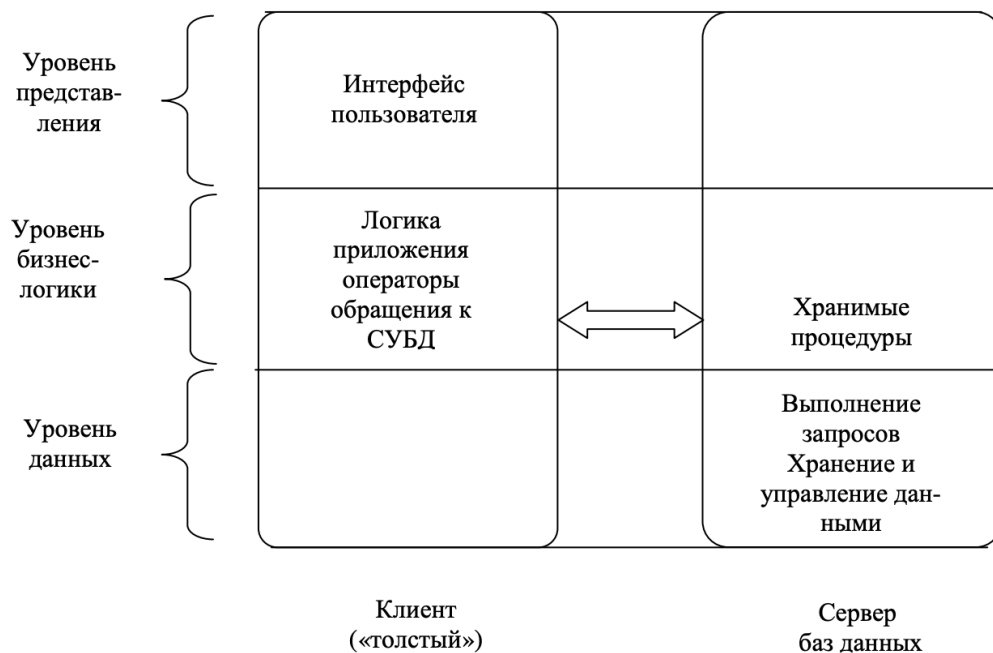 Уровень
представ-
ления
Интерфейс
пользователя
Уровень
бизнес-
логики
Логика
приложения
операторы
обращения к
СУБД
Хранимые
процедуры
Уровень
данных
Выполнение
запросов
Хранение и
управление дан-
ными
Клиент
(«толстый»)
Сервер
баз данных